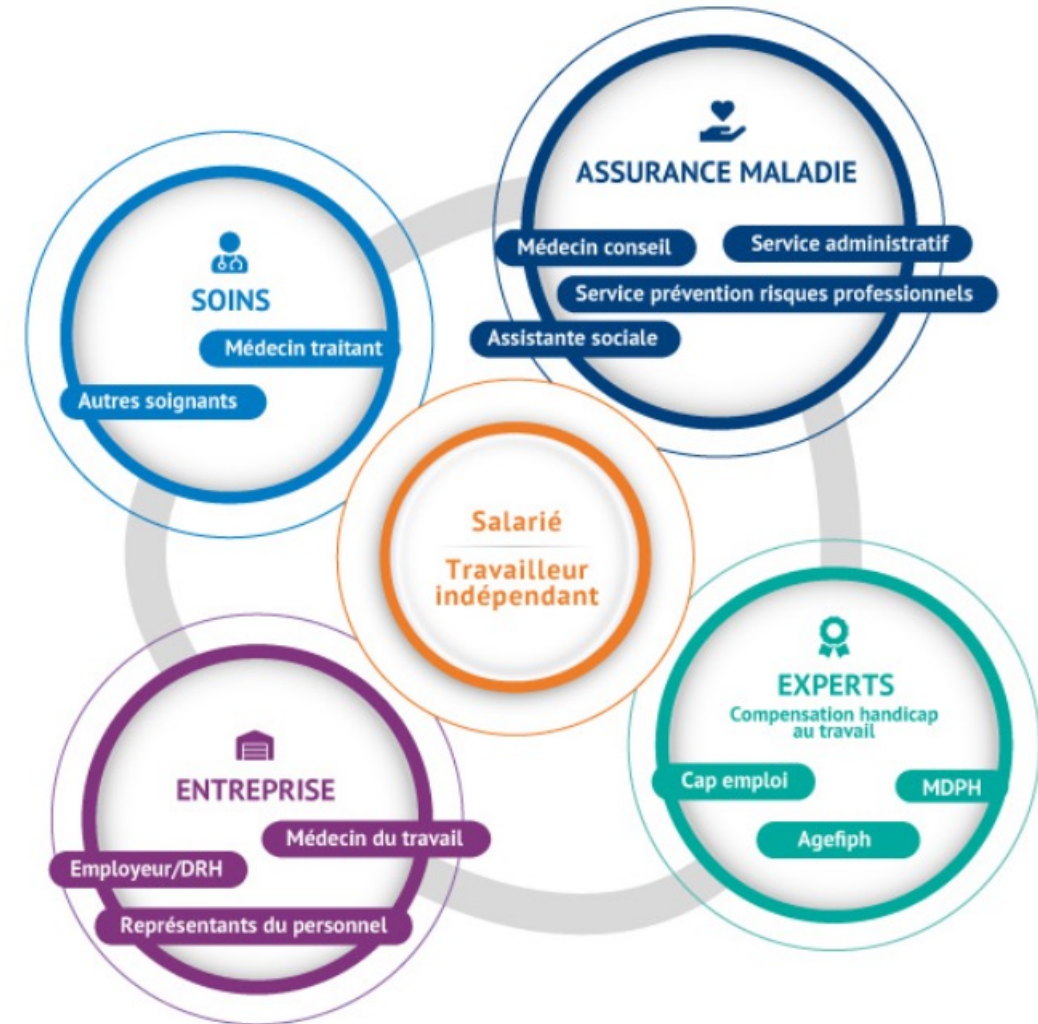 ASSURANCE MALADIE
Médecin conseil
Service administratif
Service prévention risques professionnels
Assistante sociale
SOINS
Médecin traitant
Autres soignants
Salarié
Travailleur
indépendant
EXPERTS
Compensation handicap
au travail
Cap emploi
MDPH
Agefiph
ENTREPRISE
Médecin du travail
Employeur/DRH
Représentants du personnel